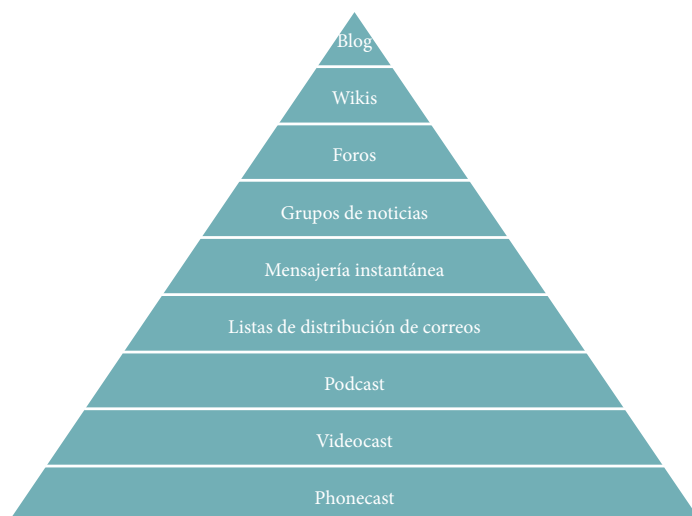 Blog
Wikis
Foros
Grupos de noticias
Mensajería instantánea
Listas de distribución de correos
Podcast
Videocast
Phonecast